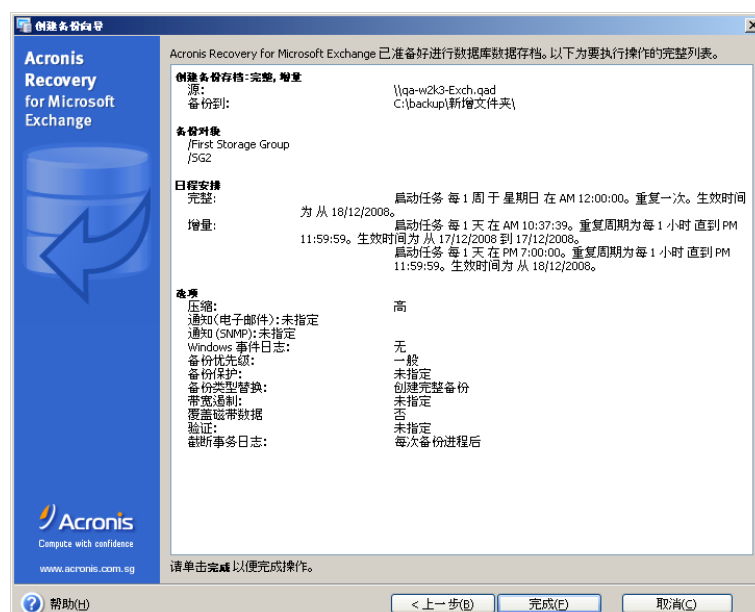 创建备份向导
Acronis
Recovery
for Microsoft
Exchange
Acronis Recovery for Microsoft Exchange 已准备好进行数据库数据存档。以下为要执行操作的完整列表。
创建备份存档: 完整, 增量
源: \\qa-w2k3-Exch.qad
备份到: C:\backup\新增文件夹\
备份对象
/First Storage Group
/SG2
日程安排
完整: 启动任务 每 1 周 于 星期日 在 AM 12:00:00。重复一次。生效时间
为 从 18/12/2008。
增量: 启动任务 每 1 天 在 AM 10:37:39。重复周期为每 1 小时 直到 PM
11:59:59。生效时间为 从 17/12/2008 到 17/12/2008。
启动任务 每 1 天 在 PM 7:00:00。重复周期为每 1 小时 直到 PM
11:59:59。生效时间为 从 18/12/2008。
选项
压缩: 高
通知(电子邮件): 未指定
通知 (SNMP): 未指定
Windows 事件日志: 无
备份优先级: 一般
备份保护: 未指定
备份类型替换: 创建完整备份
带宽遏制: 未指定
覆盖磁带数据 否
验证: 未指定
截断事务日志: 每次备份进程后
Acronis
Compute with confidence
www.acronis.com.sg
请单击完成以便完成操作。
帮助(H)
< 上一步(B)
完成(F)
取消(C)